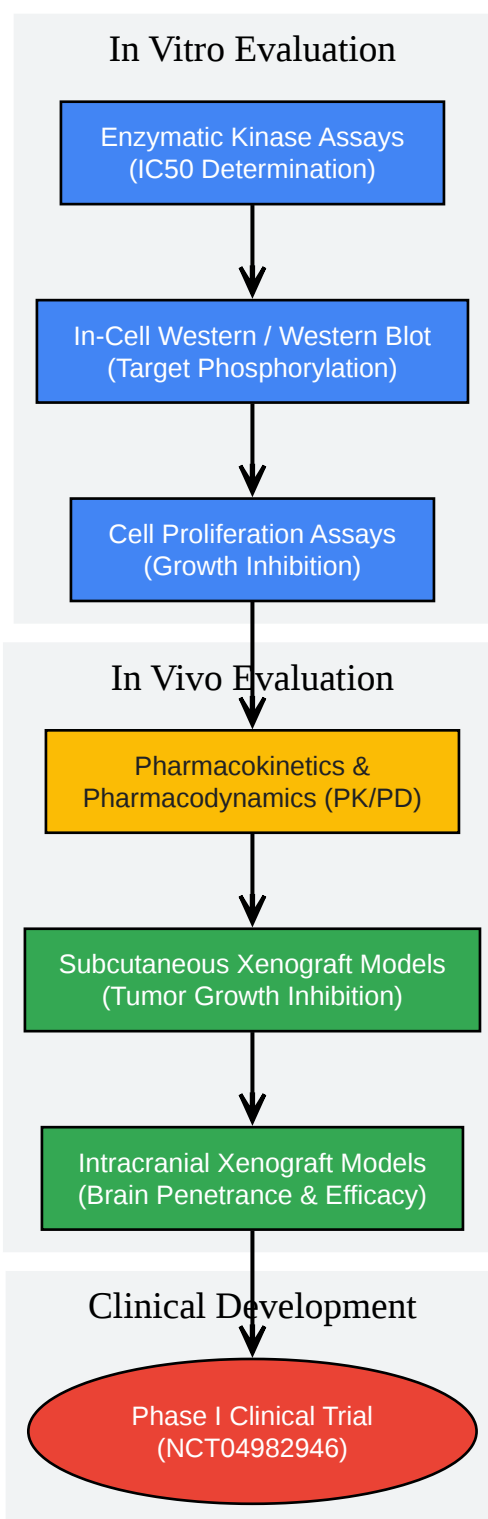 In Vitro Evaluation
Enzymatic Kinase Assays
(IC50 Determination)
In-Cell Western / Western Blot
(Target Phosphorylation)
Cell Proliferation Assays
(Growth Inhibition)
In Vivo Evaluation
Pharmacokinetics &
Pharmacodynamics (PK/PD)
Subcutaneous Xenograft Models
(Tumor Growth Inhibition)
Intracranial Xenograft Models
(Brain Penetrance & Efficacy)
Clinical Development
Phase I Clinical Trial
(NCT04982946)